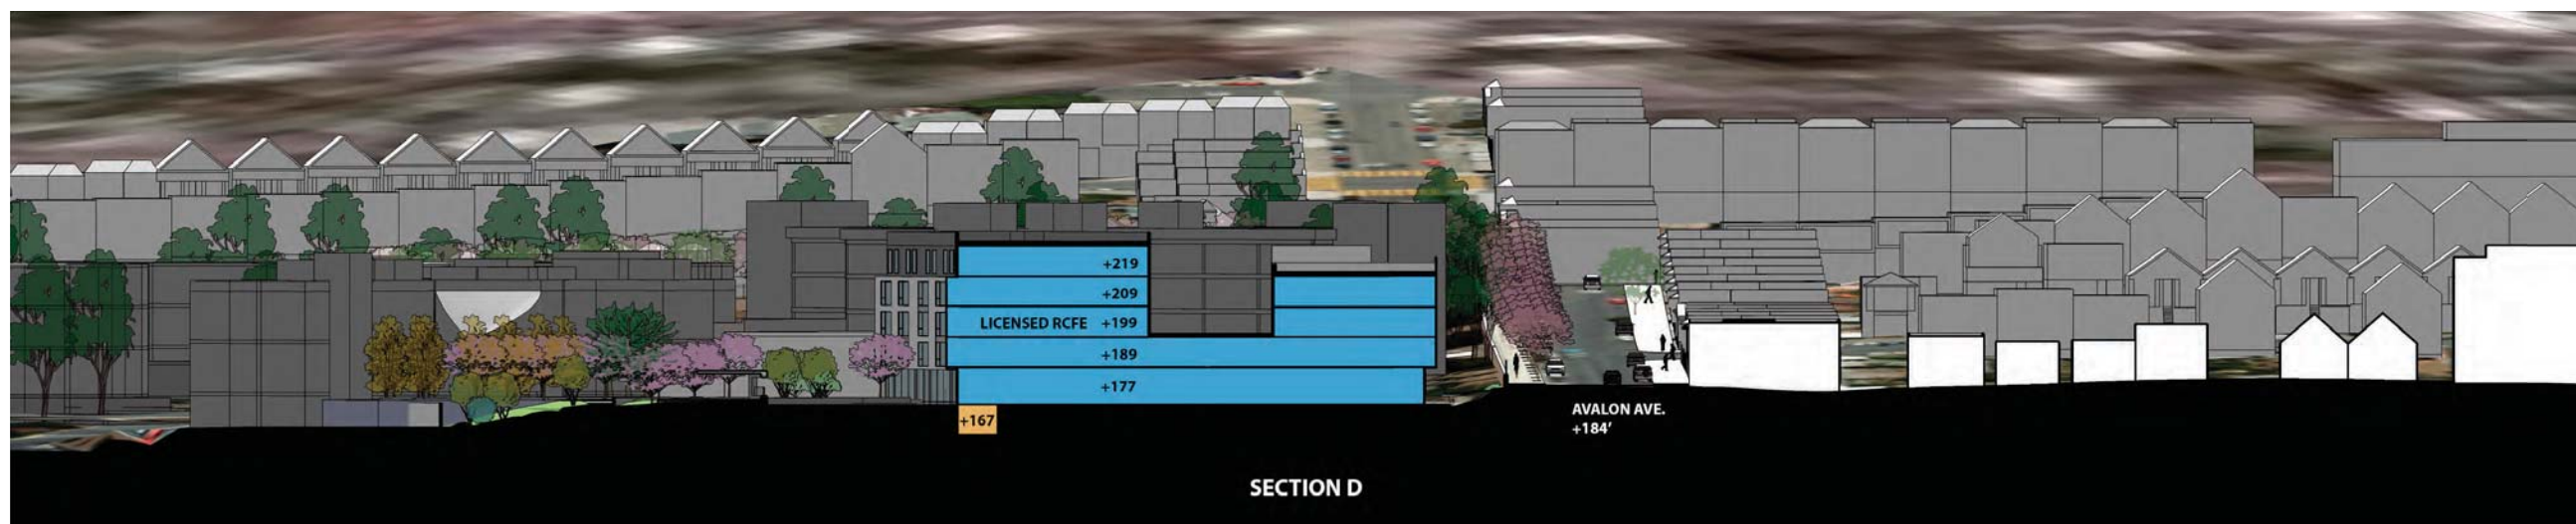 +219
+209
LICENSED RCFE +199
+189
+177
+167
AVALON AVE.
+184'
SECTION D